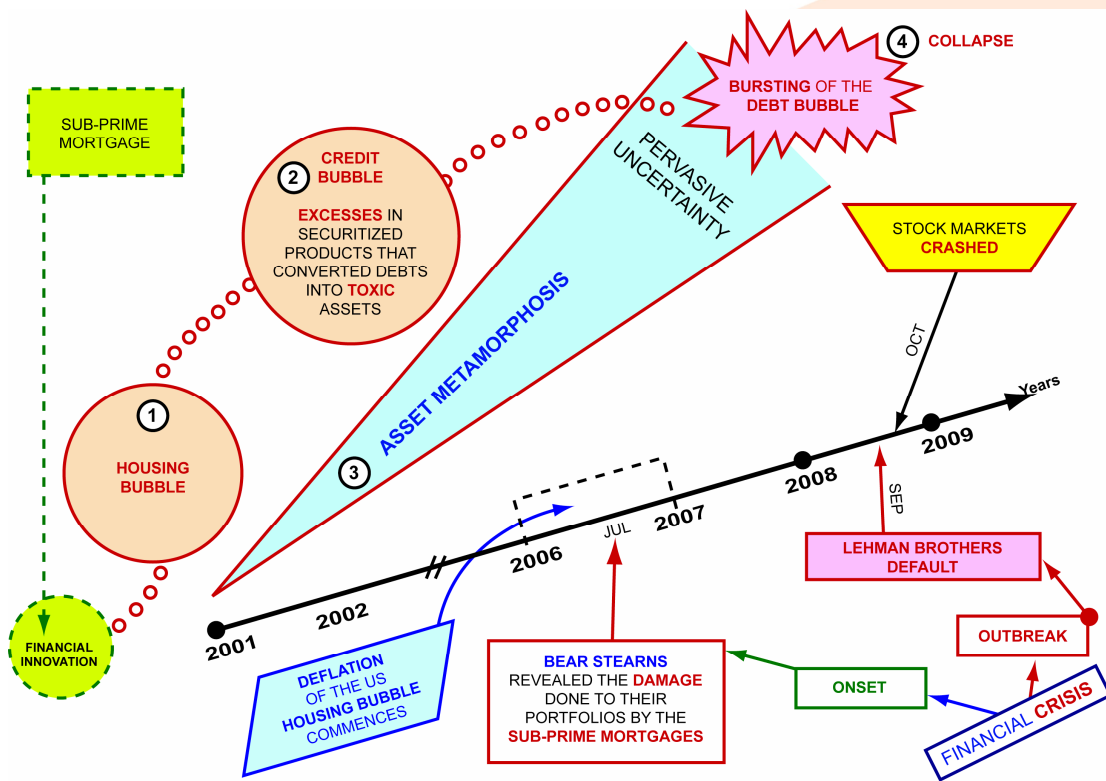 4
COLLAPSE
BURSTING OF THE
DEBT BUBBLE
SUB-PRIME
MORTGAGE
2
CREDIT
BUBBLE
EXCESSES IN
SECURITIZED
PRODUCTS THAT
CONVERTED DEBTS
INTO TOXIC
ASSETS
PERVASIVE
UNCERTAINTY
STOCK MARKETS
CRASHED
ASSET METAMORPHOSIS
OCT
1
HOUSING
BUBBLE
3
Years
2009
2008
SEP
2007
JUL
2006
2002
2001
LEHMAN BROTHERS
DEFAULT
FINANCIAL
INNOVATION
DEFLATION
OF THE US
HOUSING BUBBLE
COMMENCES
BEAR STEARNS
REVEALED THE DAMAGE
DONE TO THEIR
PORTFOLIOS BY THE
SUB-PRIME MORTGAGES
OUTBREAK
ONSET
FINANCIAL CRISIS